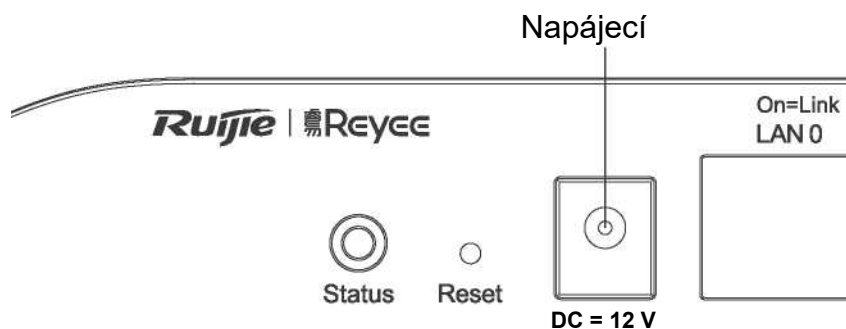 Napájecí
Ruijie | Reyee
On=Link
LAN 0
Status
Reset
DC = 12 V